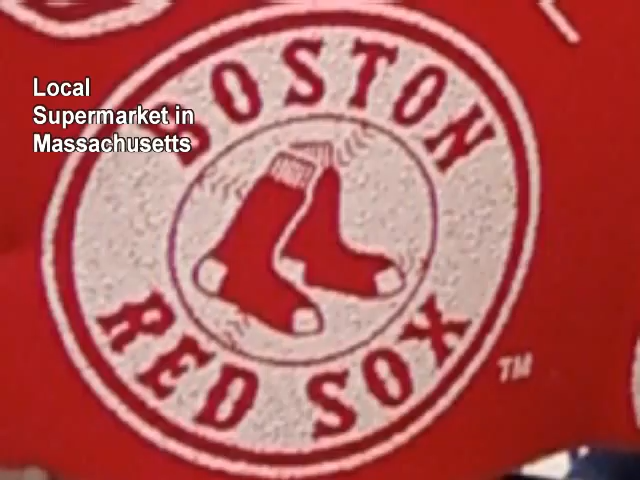 Local
Supermarket in
Massachusetts
BOSTON
RED SOX
TM